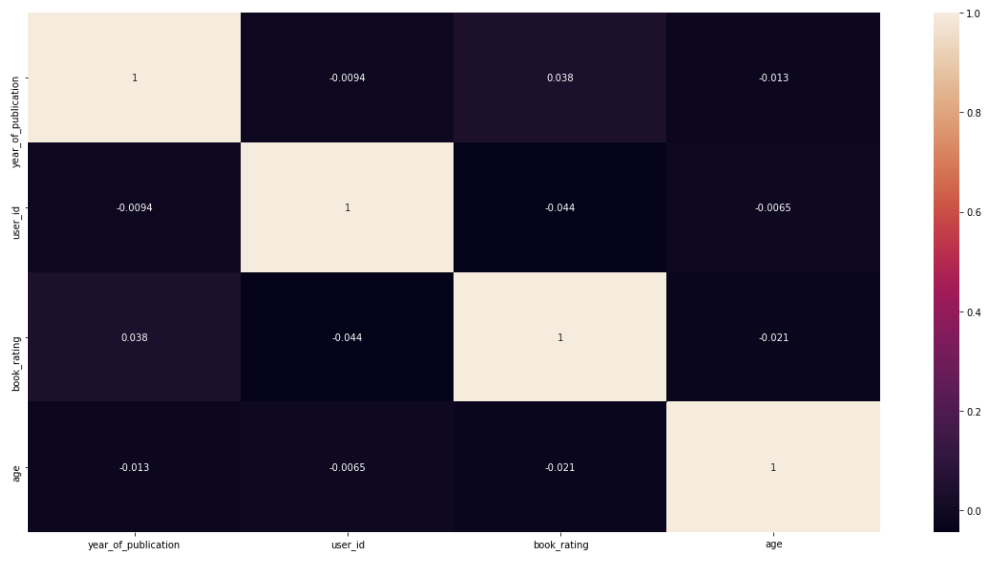 1.0
year_of_publication
1 -0.0094 0.038 -0.013
0.8
user_id
-0.0094 1 -0.044 -0.0065
0.6
0.4
book_rating
0.038 -0.044 1 -0.021
0.2
age
-0.013 -0.0065 -0.021 1
0.0
year_of_publication user_id book_rating age